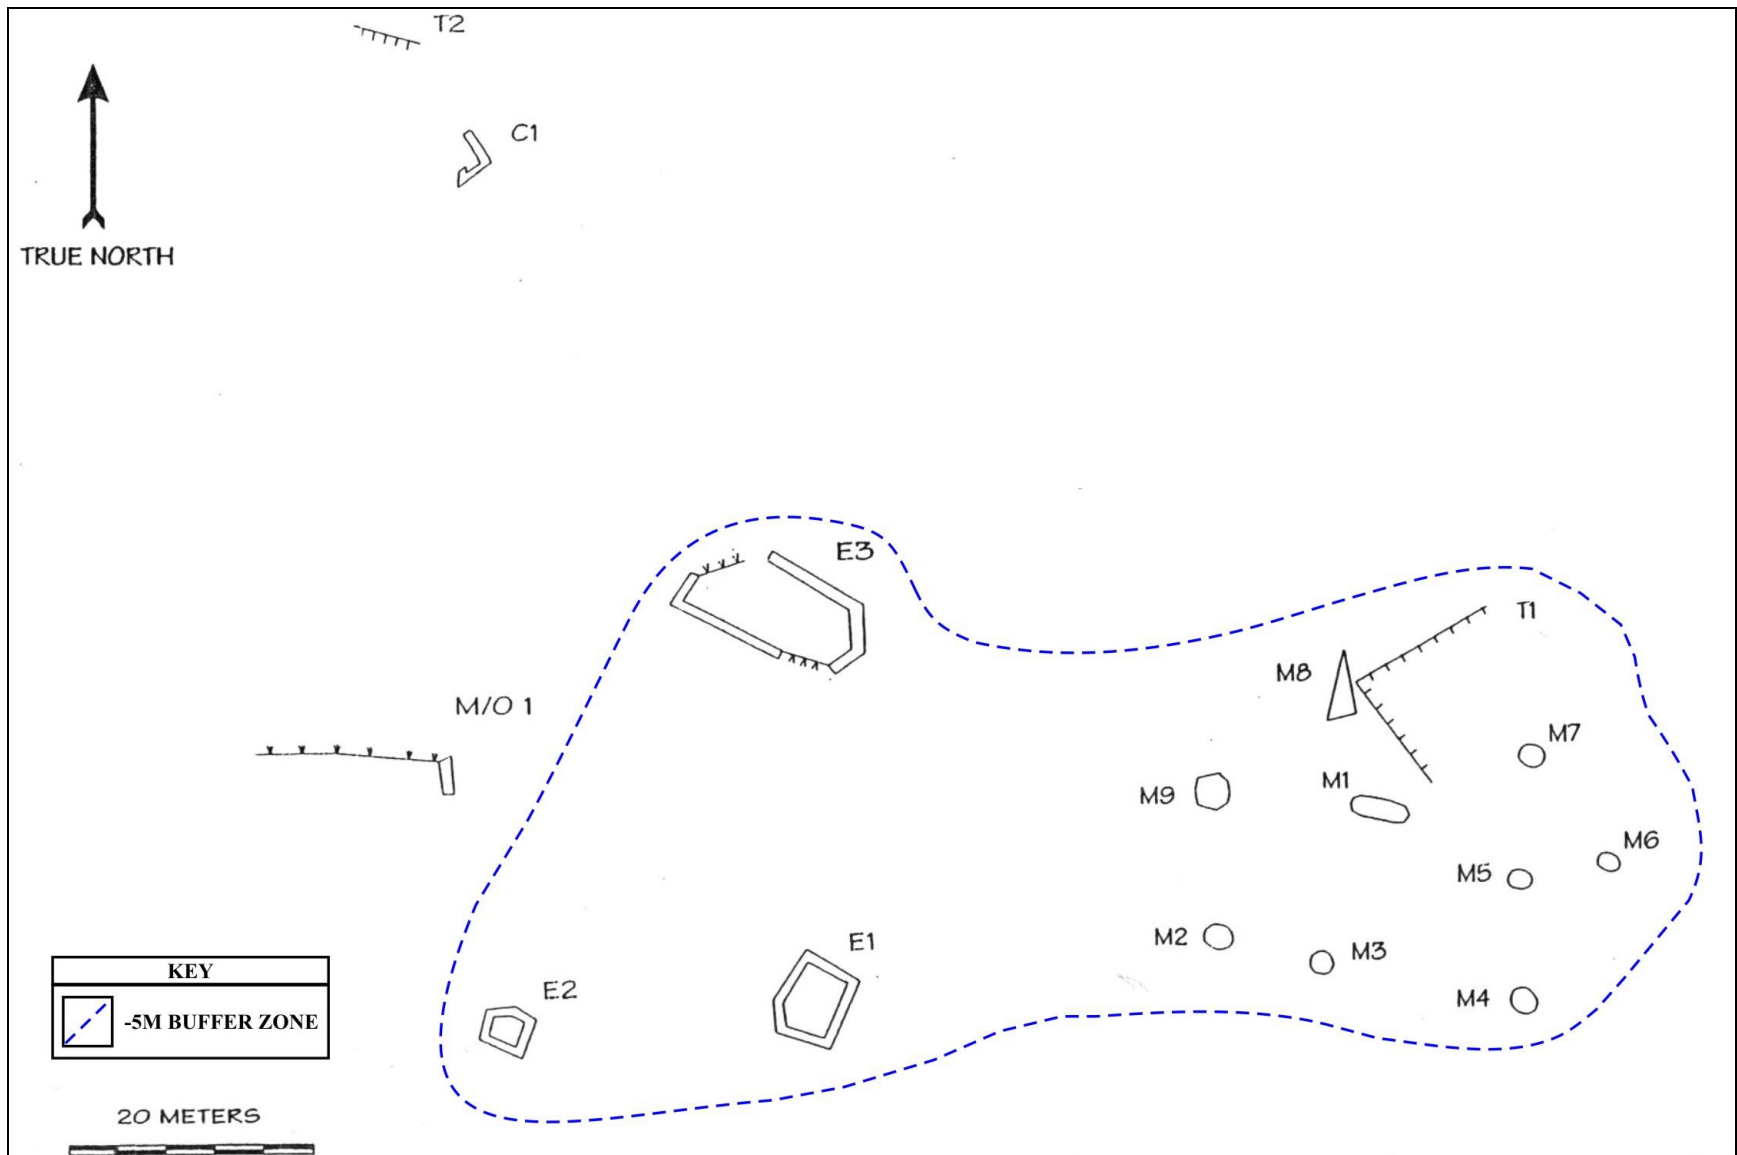 T2
C1
TRUE NORTH
E3
T1
M8
M/O 1
M7
M1
M9
M6
M5
M2
E1
M3
KEY
E2
M4
-5M BUFFER ZONE
20 METERS